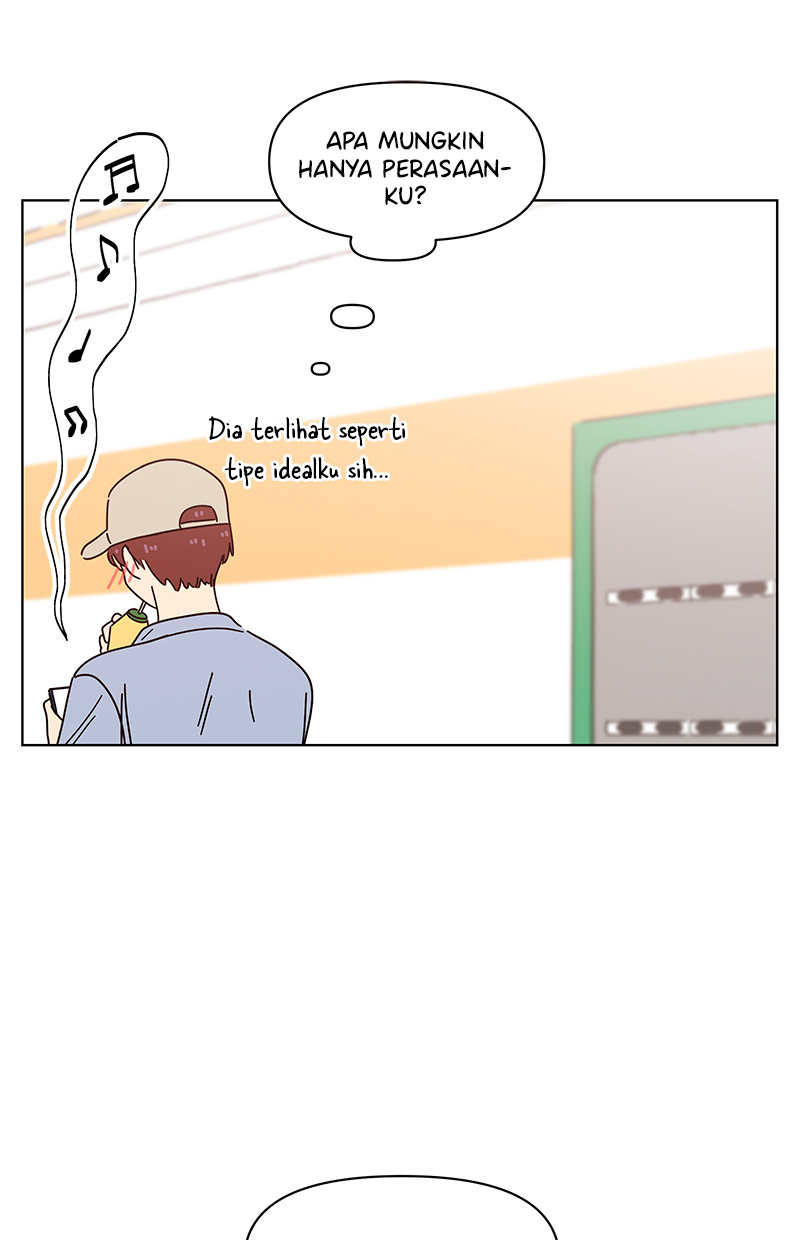 APA MUNGKIN
HANYA PERASAAN-
KU?
Dia terlihat seperti
tipe idealku sih...